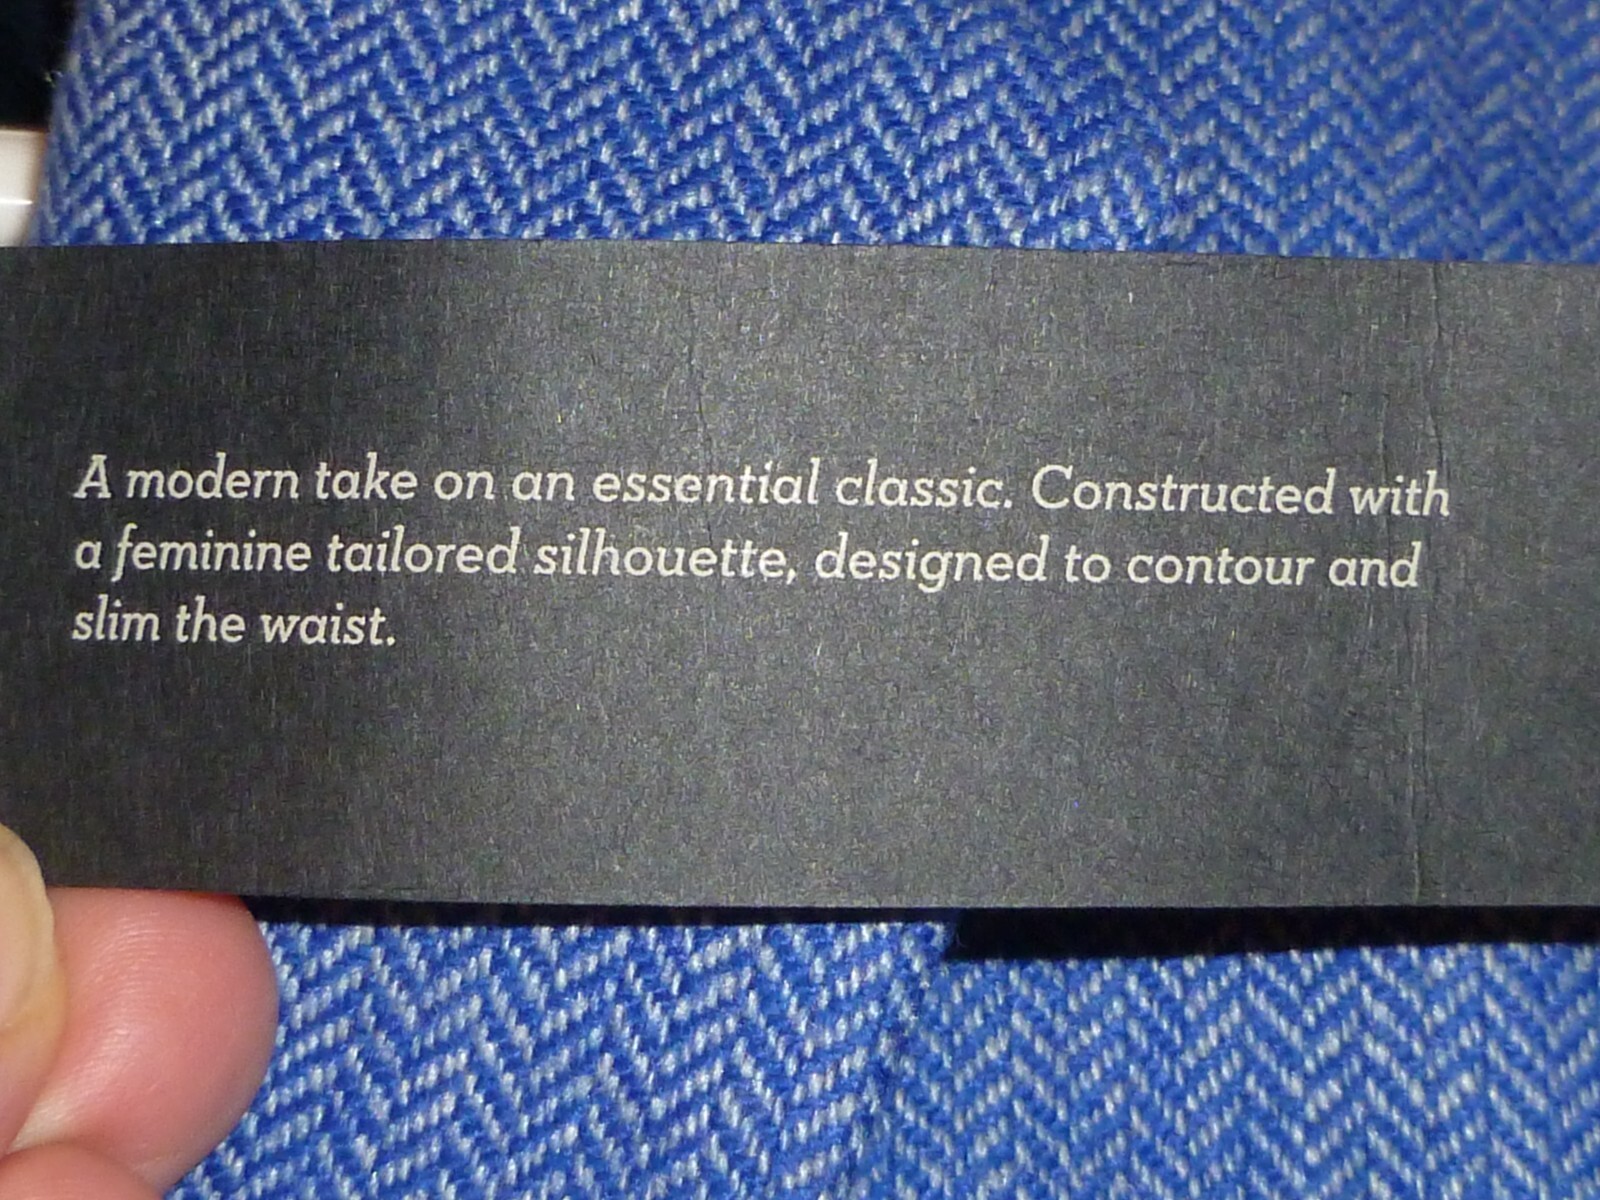 A modern take on an essential classic. Constructed with
a feminine tailored silhouette, designed to contour and
slim the waist.